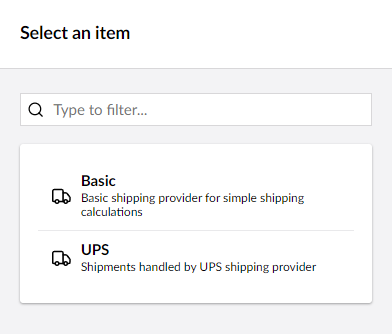 Select an item
Type to filter...
Basic
Basic shipping provider for simple shipping
calculations
UPS
Shipments handled by UPS shipping provider